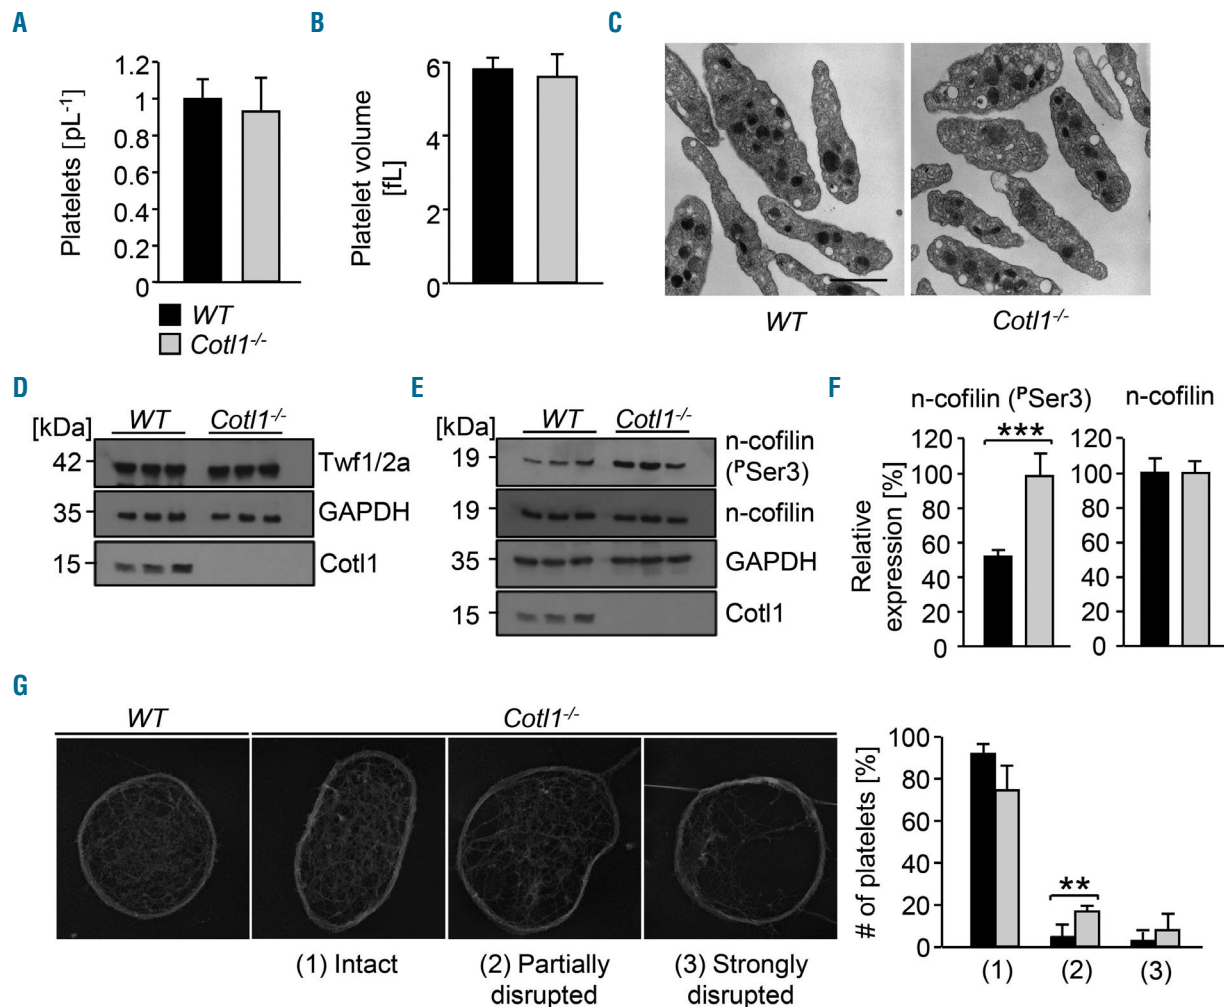 A
Platelets [pL-1]
1.2
1
0.8
0.6
0.4
0.2
0
WT
Cotl1-/-
B
Platelet volume
[fL]
6
4
2
0
C
WT
Cotl1-/-
D
[kDa]
WT
Cotl1-/-
42
Twf1/2a
35
GAPDH
15
Cotl1
E
[kDa]
WT
Cotl1-/-
19
n-cofilin
(PSer3)
19
n-cofilin
35
GAPDH
15
Cotl1
F
n-cofilin (PSer3)
n-cofilin
Relative
expression [%]
120
100
80
60
40
20
0
***
120
100
80
60
40
20
0
G
WT
Cotl1-/-
(1) Intact
(2) Partially
disrupted
(3) Strongly
disrupted
# of platelets [%]
100
80
60
40
20
0
**
(1)
(2)
(3)